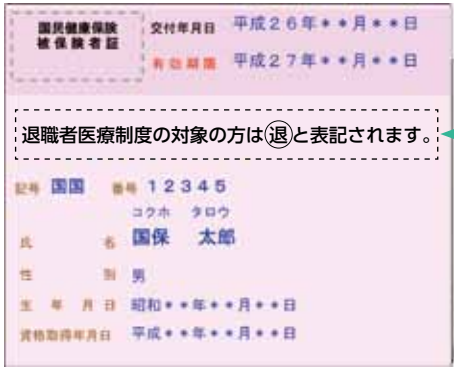 国民健康保険
被保険者証
交付年月日 平成26年**月**日
有効期限 平成27年**月**日
退職者医療制度の対象の方は㊡と表記されます。
記号 国国 番号 12345
コクホ タロウ
氏名 国保 太郎
性別 男
生年月日 昭和**年**月**日
資格取得年月日 平成**年**月**日